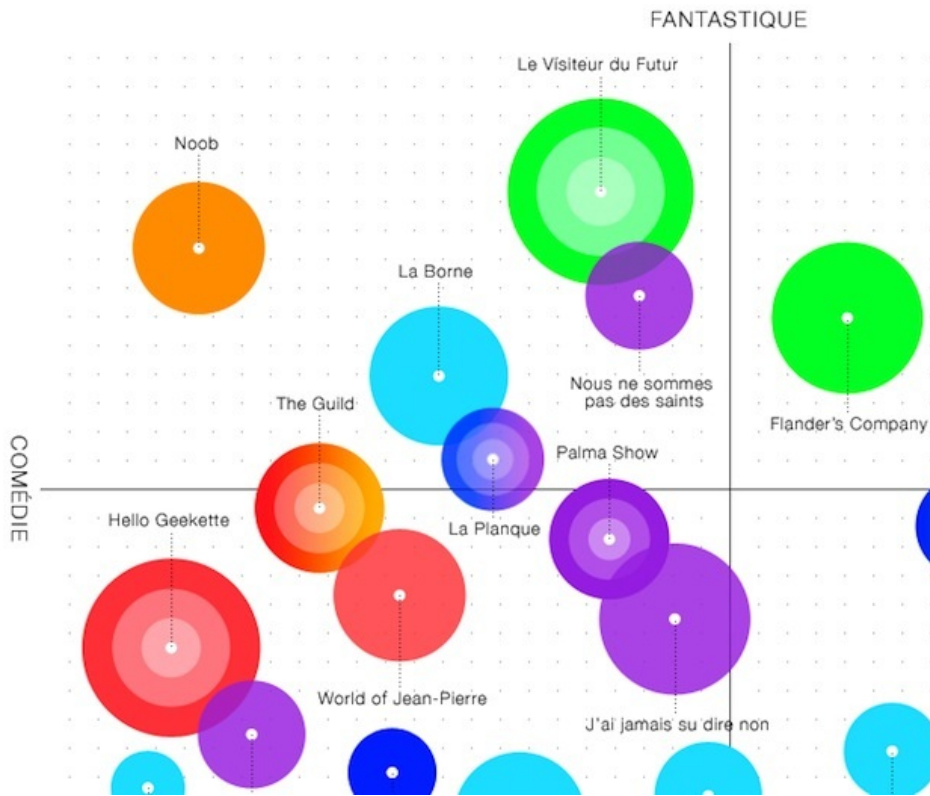 FANTASTIQUE
Le Visiteur du Futur
Noob
La Borne
Nous ne sommes
pas des saints
The Guild
Flander's Company
COMÉDIE
Palma Show
Hello Geekette
La Planque
World of Jean-Pierre
J'ai jamais su dire non